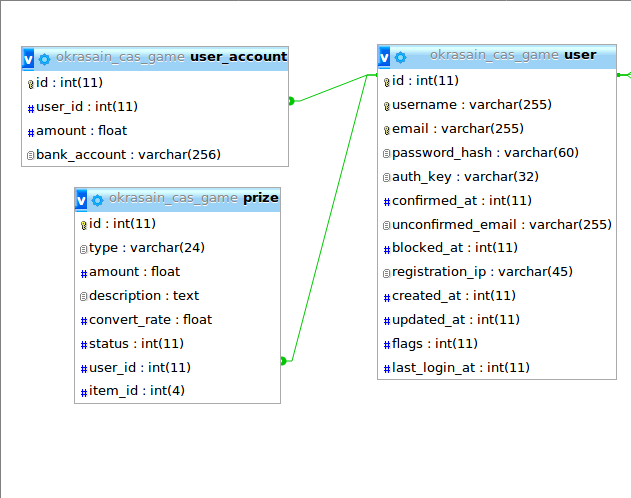 v okrasain_cas_game user_account
id : int(11)
user_id : int(11)
amount : float
bank_account : varchar(256)
v okrasain_cas_game prize
id : int(11)
type : varchar(24)
amount : float
description : text
convert_rate : float
status : int(11)
user_id : int(11)
item_id : int(4)
v okrasain_cas_game user
id : int(11)
username : varchar(255)
email : varchar(255)
password_hash : varchar(60)
auth_key : varchar(32)
confirmed_at : int(11)
unconfirmed_email : varchar(255)
blocked_at : int(11)
registration_ip : varchar(45)
created_at : int(11)
updated_at : int(11)
flags : int(11)
last_login_at : int(11)